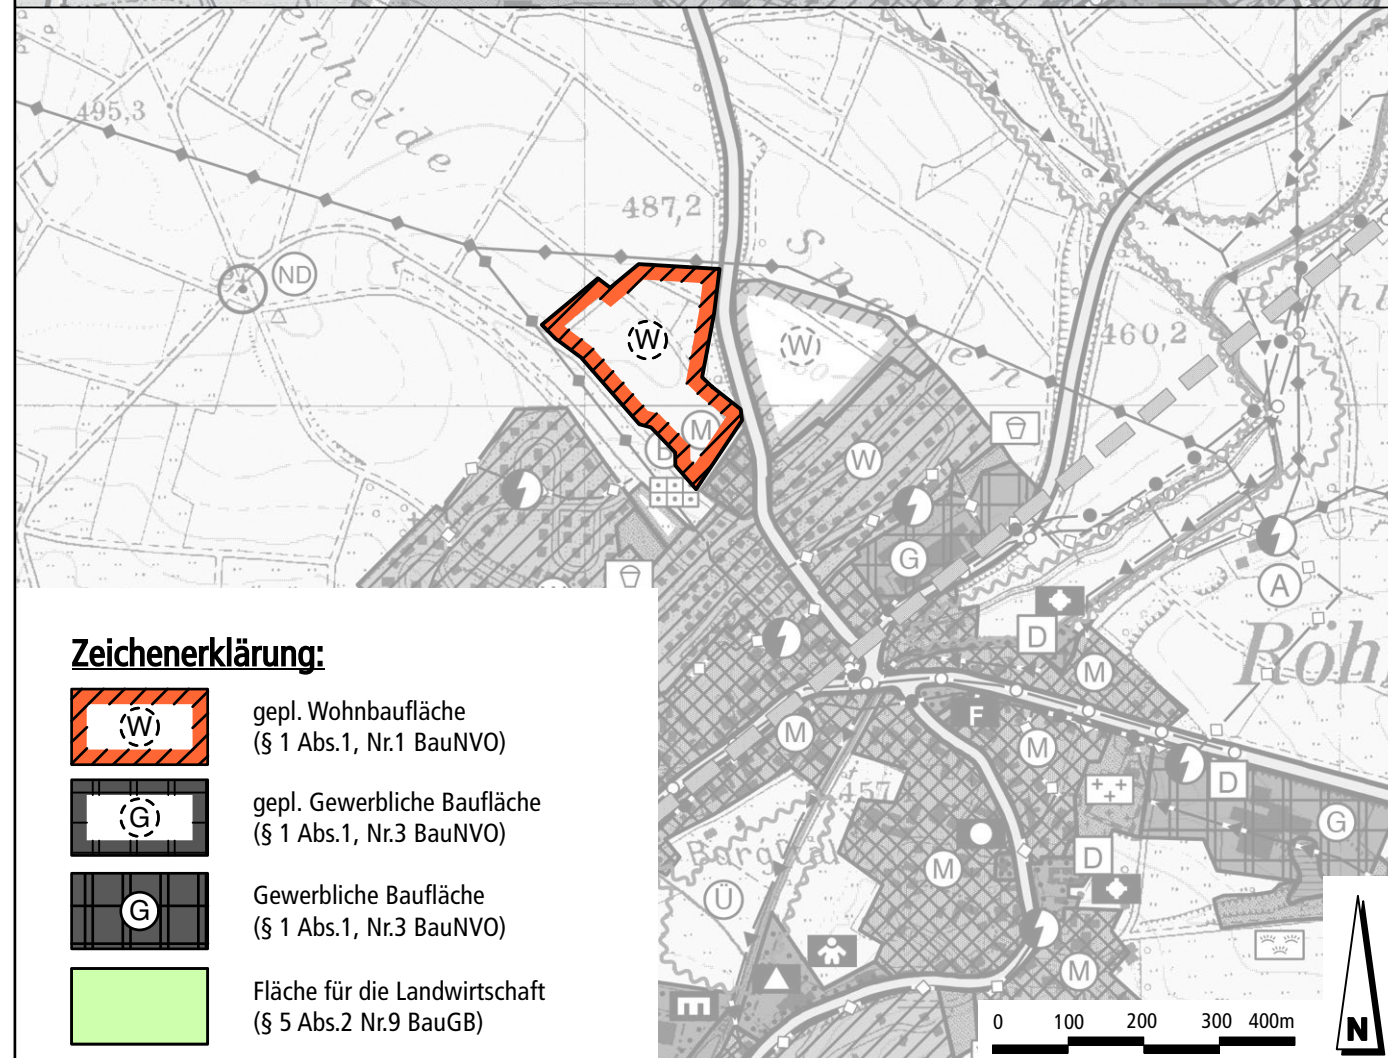 enheide
495,3
487,2
ND
W
W
Sperren
460,2
M
W
G
A
D
Röh
M
F
M
M
D
457
G
D
M
Ü
M
Zeichenerklärung:
W
gepl. Wohnbaufläche
(§ 1 Abs.1, Nr.1 BauNVO)
G
gepl. Gewerbliche Baufläche
(§ 1 Abs.1, Nr.3 BauNVO)
G
Gewerbliche Baufläche
(§ 1 Abs.1, Nr.3 BauNVO)
Fläche für die Landwirtschaft
(§ 5 Abs.2 Nr.9 BauGB)
0 100 200 300 400m
N